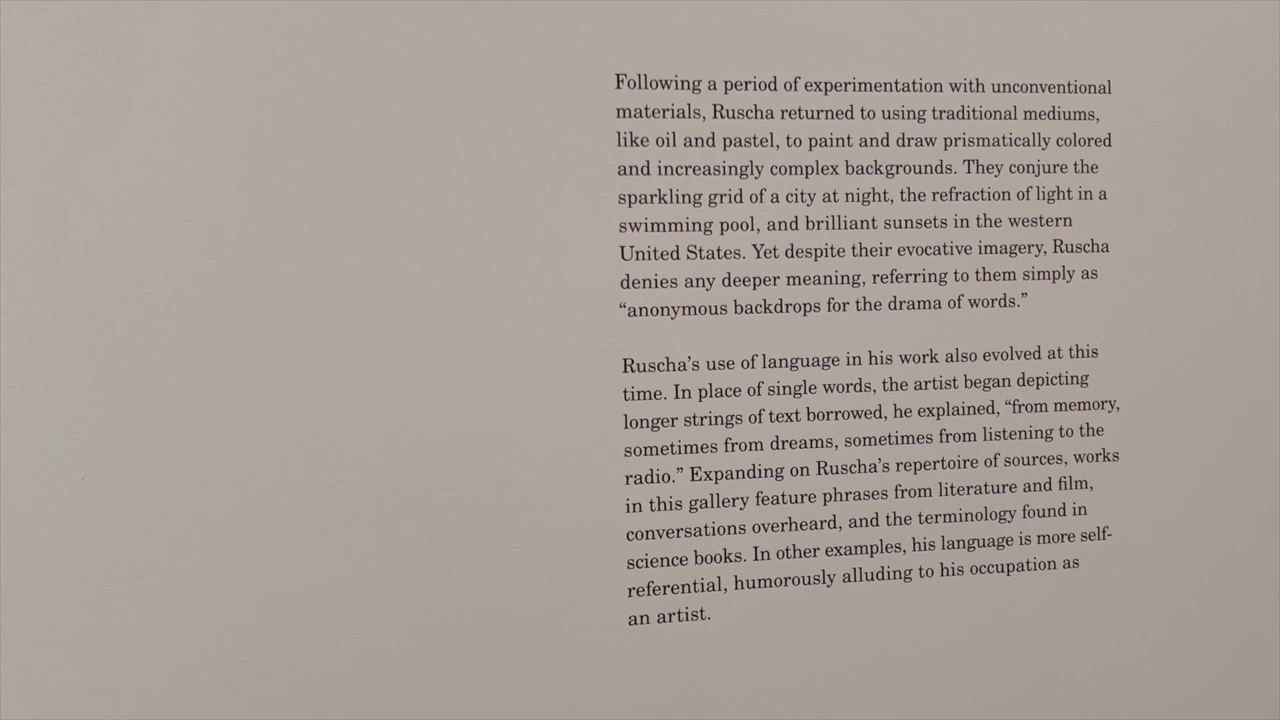 Following a period of experimentation with unconventional
materials, Ruscha returned to using traditional mediums,
like oil and pastel, to paint and draw prismatically colored
and increasingly complex backgrounds. They conjure the
sparkling grid of a city at night, the refraction of light in a
swimming pool, and brilliant sunsets in the western
United States. Yet despite their evocative imagery, Ruscha
denies any deeper meaning, referring to them simply as
“anonymous backdrops for the drama of words.”
Ruscha’s use of language in his work also evolved at this
time. In place of single words, the artist began depicting
longer strings of text borrowed, he explained, “from memory,
sometimes from dreams, sometimes from listening to the
radio.” Expanding on Ruscha’s repertoire of sources, works
in this gallery feature phrases from literature and film,
conversations overheard, and the terminology found in
science books. In other examples, his language is more self-
referential, humorously alluding to his occupation as
an artist.